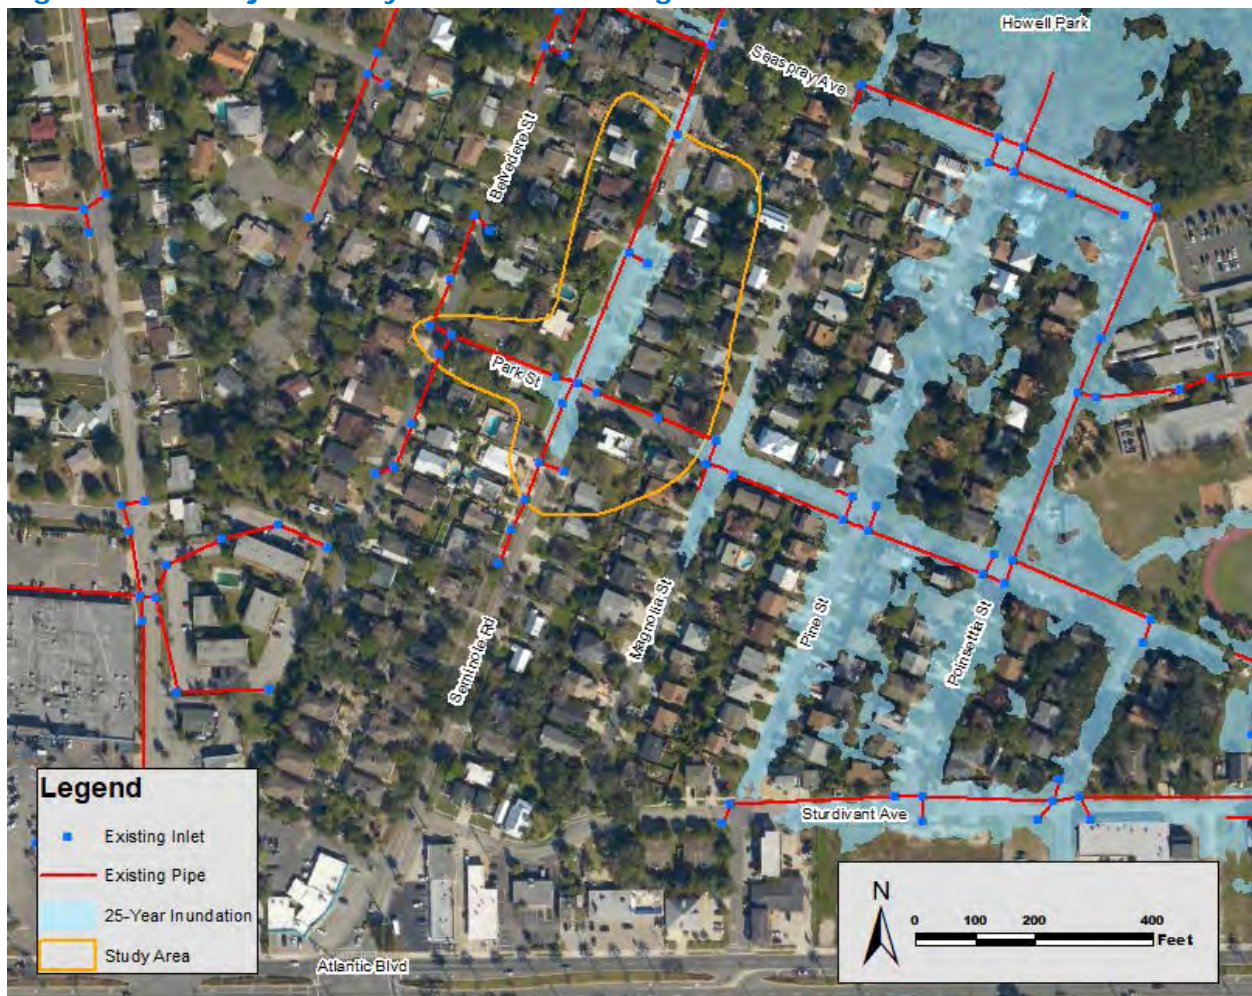 Howell Park
Seaspray Ave
Belvedere St
Park St
Magnolia St
Pine St
Poinsettia St
Seminole Rd
Sturdivant Ave
Atlantic Blvd
Legend
Existing Inlet
Existing Pipe
25-Year Inundation
Study Area
N
0 100 200 400
Feet